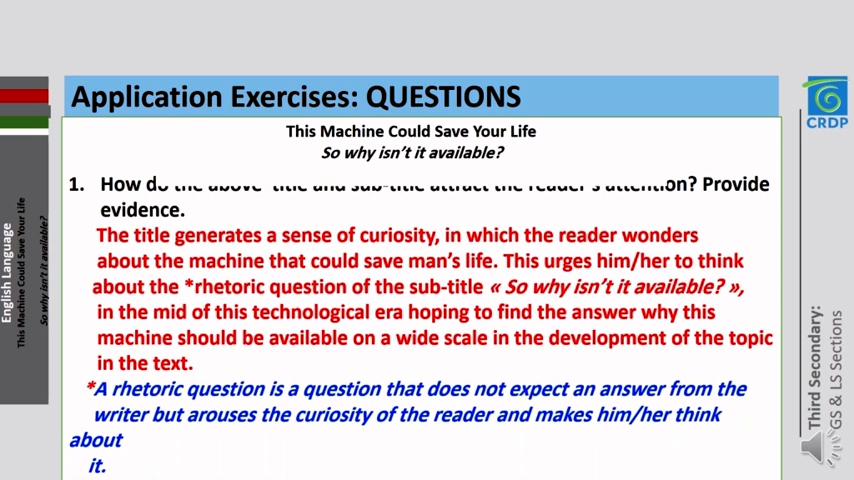 Application Exercises: QUESTIONS
CRDP
This Machine Could Save Your Life
So why isn't it available?
1. How do the above title and sub-title attract the reader's attention? Provide
evidence.
The title generates a sense of curiosity, in which the reader wonders
about the machine that could save man's life. This urges him/her to think
about the *rhetoric question of the sub-title « So why isn't it available? »,
in the mid of this technological era hoping to find the answer why this
machine should be available on a wide scale in the development of the topic
in the text.
*A rhetoric question is a question that does not expect an answer from the
writer but arouses the curiosity of the reader and makes him/her think
about
it.
English Language
This Machine Could Save Your Life
So why isn't it available?
Third Secondary:
GS & LS Sections